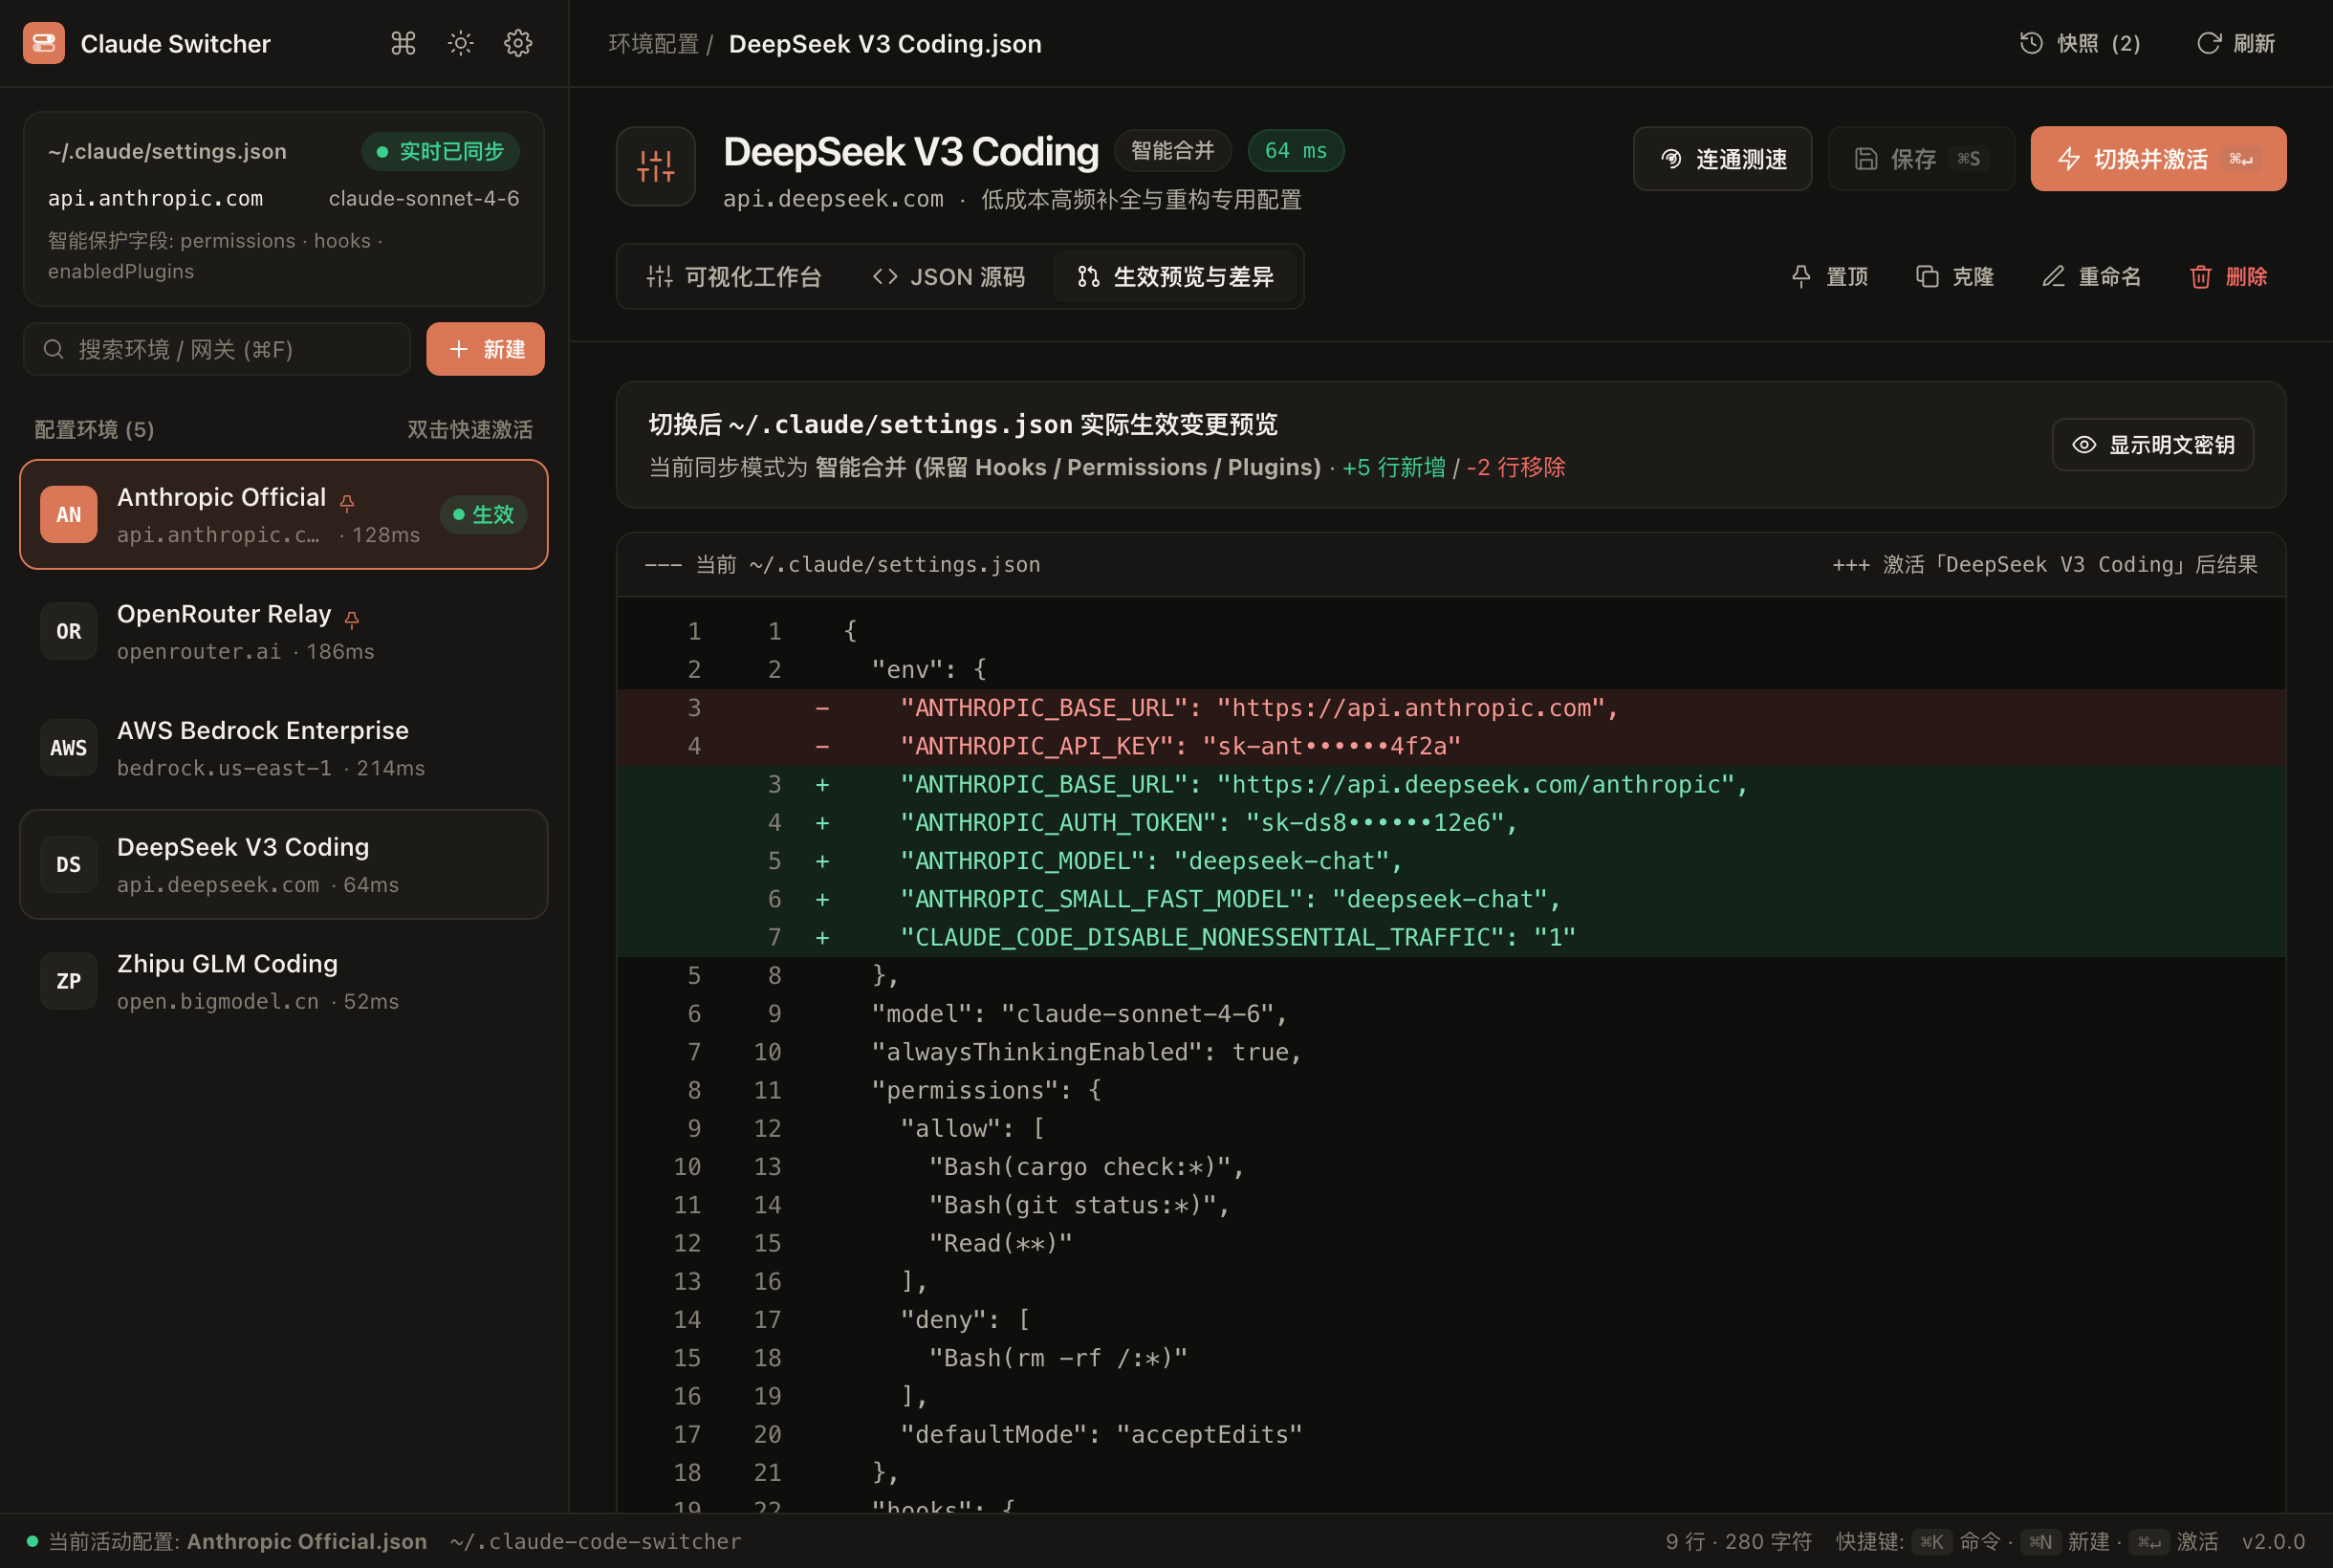 Claude Switcher
~/.claude/settings.json 实时已同步
api.anthropic.com claude-sonnet-4-6
智能保护字段: permissions · hooks ·
enabledPlugins
搜索环境 / 网关 (⌘F) 新建
配置环境 (5) 双击快速激活
AN Anthropic Official
api.anthropic.c… · 128ms 生效
OR OpenRouter Relay
openrouter.ai · 186ms
AWS AWS Bedrock Enterprise
bedrock.us-east-1 · 214ms
DS DeepSeek V3 Coding
api.deepseek.com · 64ms
ZP Zhipu GLM Coding
open.bigmodel.cn · 52ms
环境配置 / DeepSeek V3 Coding.json 快照 (2) 刷新
DeepSeek V3 Coding 智能合并 64 ms
api.deepseek.com · 低成本高频补全与重构专用配置
连通测速 保存 ⌘S 切换并激活 ⌘↵
可视化工作台 JSON 源码 生效预览与差异 置顶 克隆 重命名 删除
切换后 ~/.claude/settings.json 实际生效变更预览
当前同步模式为 智能合并 (保留 Hooks / Permissions / Plugins) · +5 行新增 / -2 行移除
显示明文密钥
--- 当前 ~/.claude/settings.json +++ 激活「DeepSeek V3 Coding」后结果
1 1 {
2 2 "env": {
3 - "ANTHROPIC_BASE_URL": "https://api.anthropic.com",
4 - "ANTHROPIC_API_KEY": "sk-ant••••••4f2a"
3 + "ANTHROPIC_BASE_URL": "https://api.deepseek.com/anthropic",
4 + "ANTHROPIC_AUTH_TOKEN": "sk-ds8••••••12e6",
5 + "ANTHROPIC_MODEL": "deepseek-chat",
6 + "ANTHROPIC_SMALL_FAST_MODEL": "deepseek-chat",
7 + "CLAUDE_CODE_DISABLE_NONESSENTIAL_TRAFFIC": "1"
5 8 },
6 9 "model": "claude-sonnet-4-6",
7 10 "alwaysThinkingEnabled": true,
8 11 "permissions": {
9 12 "allow": [
10 13 "Bash(cargo check:*)",
11 14 "Bash(git status:*)",
12 15 "Read(**)"
13 16 ],
14 17 "deny": [
15 18 "Bash(rm -rf /:*)"
16 19 ],
17 20 "defaultMode": "acceptEdits"
18 21 },
19 22 "hooks": {
当前活动配置: Anthropic Official.json ~/.claude-code-switcher
9 行 · 280 字符 快捷键: ⌘K 命令 · ⌘N 新建 · ⌘↵ 激活 v2.0.0